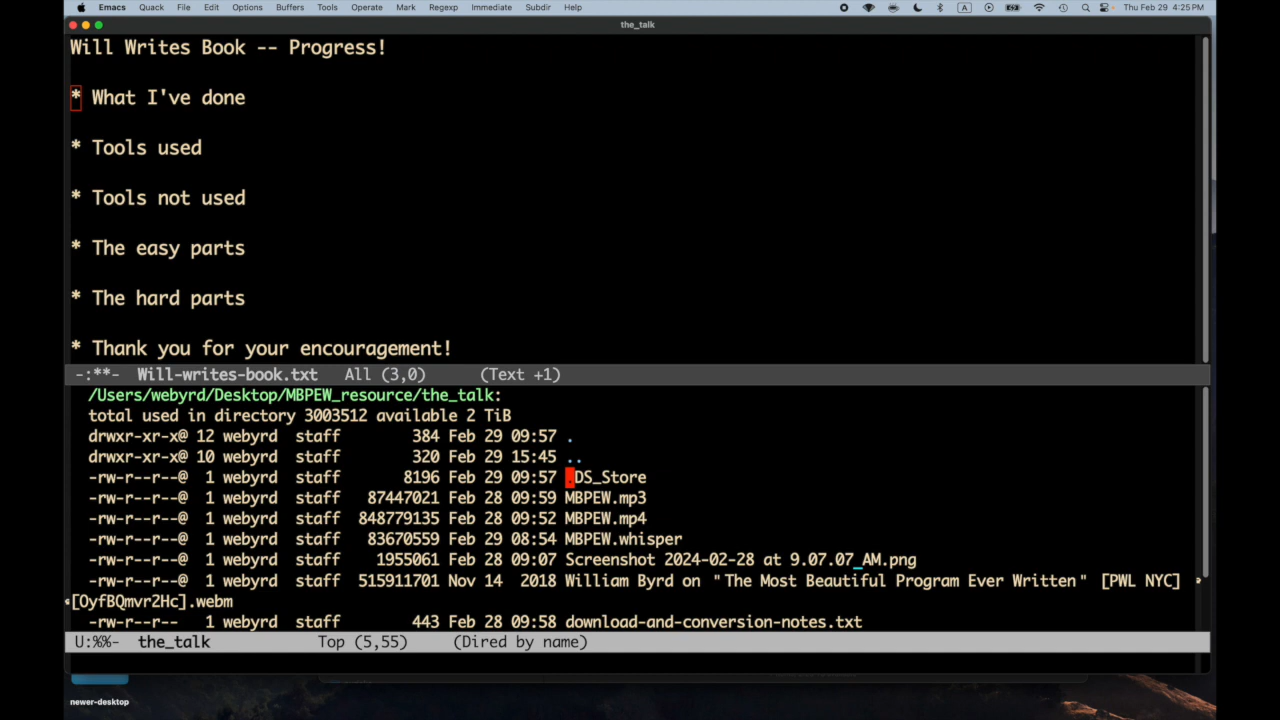 Emacs Quack File Edit Options Buffers Tools Operate Mark Regexp Immediate Subdir Help A Thu Feb 29 4:25 PM
the_talk
Will Writes Book -- Progress!
* What I've done
* Tools used
* Tools not used
* The easy parts
* The hard parts
* Thank you for your encouragement!
-:**- Will-writes-book.txt All (3,0) (Text +1)
/Users/webyrd/Desktop/MBPEW_resource/the_talk:
total used in directory 3003512 available 2 TiB
drwxr-xr-x@ 12 webyrd staff 384 Feb 29 09:57 .
drwxr-xr-x@ 10 webyrd staff 320 Feb 29 15:45 ..
-rw-r--r--@ 1 webyrd staff 8196 Feb 29 09:57 .DS_Store
-rw-r--r--@ 1 webyrd staff 87447021 Feb 28 09:59 MBPEW.mp3
-rw-r--r--@ 1 webyrd staff 848779135 Feb 28 09:52 MBPEW.mp4
-rw-r--r--@ 1 webyrd staff 83670559 Feb 29 08:54 MBPEW.whisper
-rw-r--r--@ 1 webyrd staff 1955061 Feb 28 09:07 Screenshot 2024-02-28 at 9.07.07 AM.png
-rw-r--r--@ 1 webyrd staff 515911701 Nov 14 2018 William Byrd on "The Most Beautiful Program Ever Written" [PWL NYC]
[OyfBQmvr2Hc].webm
-rw-r--r-- 1 webyrd staff 443 Feb 28 09:58 download-and-conversion-notes.txt
U:%%- the_talk Top (5,55) (Dired by name)
newer-desktop